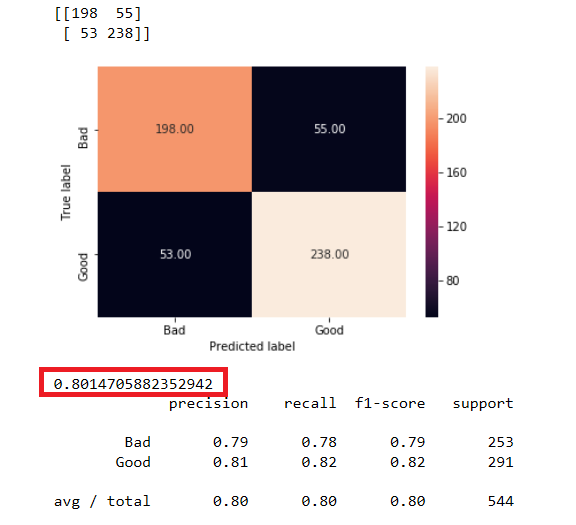 [[198 55]
[ 53 238]]
Bad
198.00
55.00
200
160
True label
120
Good
53.00
238.00
80
Bad Good
Predicted label
0.8014705882352942
precision recall f1-score support
Bad 0.79 0.78 0.79 253
Good 0.81 0.82 0.82 291
avg / total 0.80 0.80 0.80 544